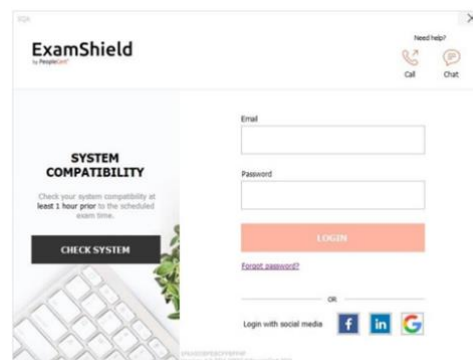 SQA
ExamShield
by PeopleCert
Need help?
Call
Chat
SYSTEM
COMPATIBILITY
Check your system compatibility at
least 1 hour prior to the scheduled
exam time.
CHECK SYSTEM
Email
Password
LOGIN
Forgot password?
OR
Login with social media